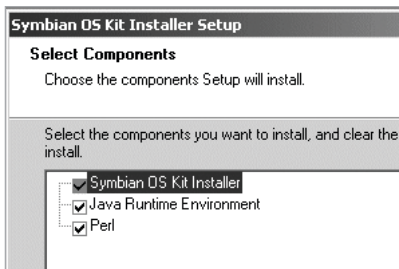 Symbian OS Kit Installer Setup
Select Components
Choose the components Setup will install.
Select the components you want to install, and clear the
install.
Symbian OS Kit Installer
Java Runtime Environment
Perl